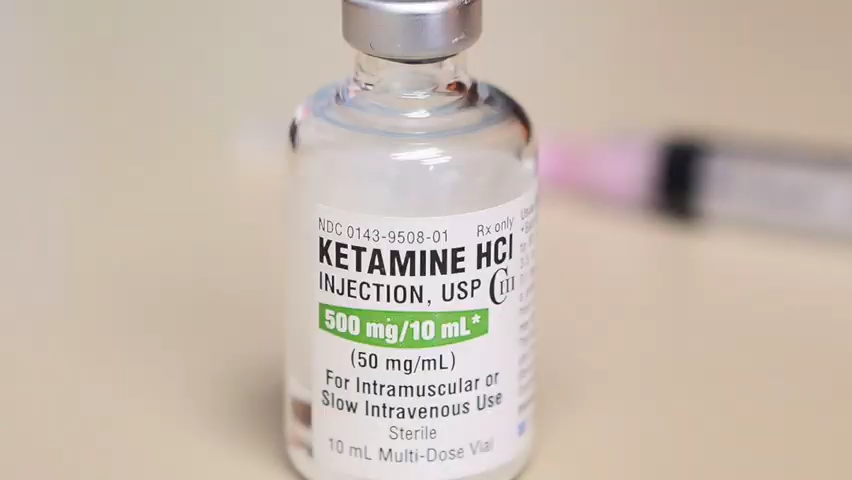 NDC 0143-9508-01 Rx only
KETAMINE HCl
INJECTION, USP CIII
500 mg/10 mL*
(50 mg/mL)
For Intramuscular or
Slow Intravenous Use
Sterile
10 mL Multi-Dose Vial